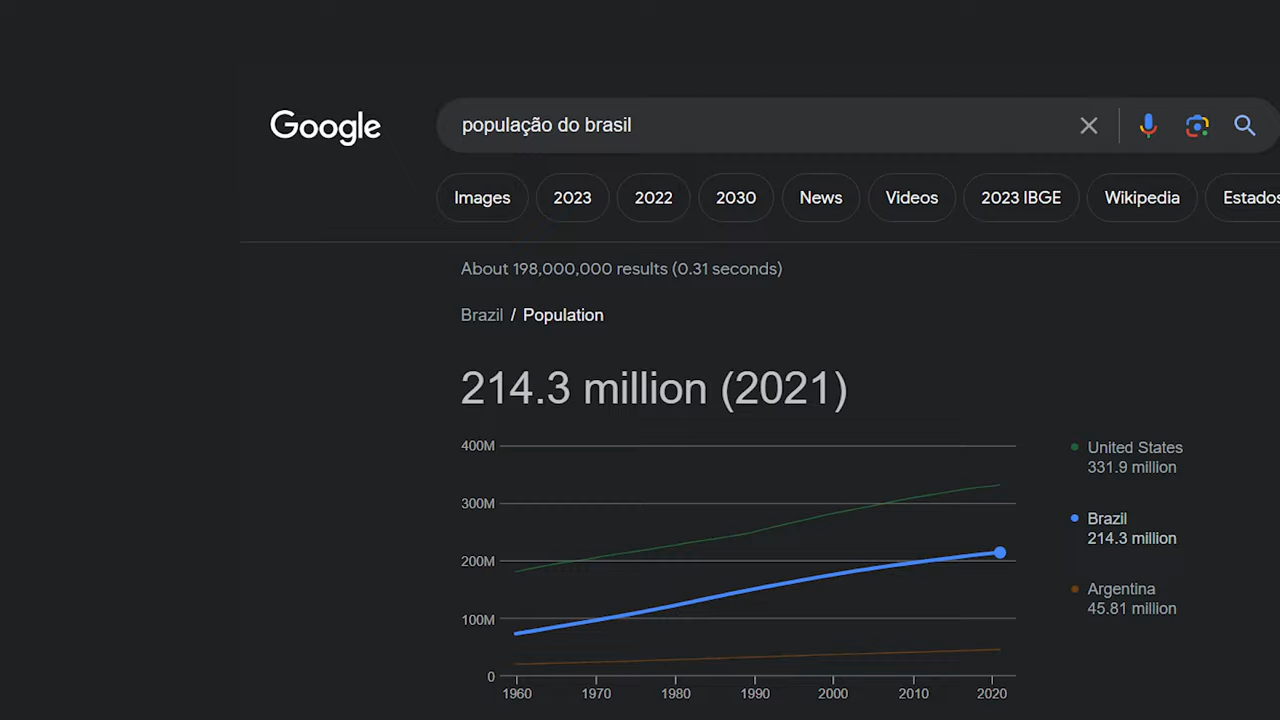 Google
população do brasil
Images 2023 2022 2030 News Videos 2023 IBGE Wikipedia Estados
About 198,000,000 results (0.31 seconds)
Brazil / Population
214.3 million (2021)
400M
300M
200M
100M
0
1960 1970 1980 1990 2000 2010 2020
United States
331.9 million
Brazil
214.3 million
Argentina
45.81 million